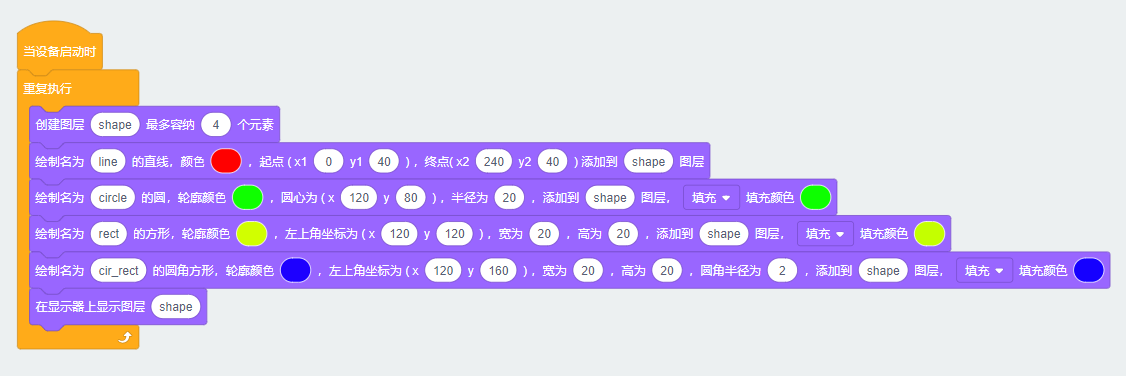 当设备启动时
重复执行
创建图层 shape 最多容纳 4 个元素
绘制名为 line 的直线，颜色 ，起点 ( x1 0 y1 40 ) ，终点( x2 240 y2 40 ) 添加到 shape 图层
绘制名为 circle 的圆，轮廓颜色 ，圆心为 ( x 120 y 80 ) ，半径为 20 ，添加到 shape 图层， 填充 填充颜色
绘制名为 rect 的方形，轮廓颜色 ，左上角坐标为 ( x 120 y 120 ) ，宽为 20 ，高为 20 ，添加到 shape 图层， 填充 填充颜色
绘制名为 cir_rect 的圆角方形，轮廓颜色 ，左上角坐标为 ( x 120 y 160 ) ，宽为 20 ，高为 20 ，圆角半径为 2 ，添加到 shape 图层， 填充 填充颜色
在显示器上显示图层 shape